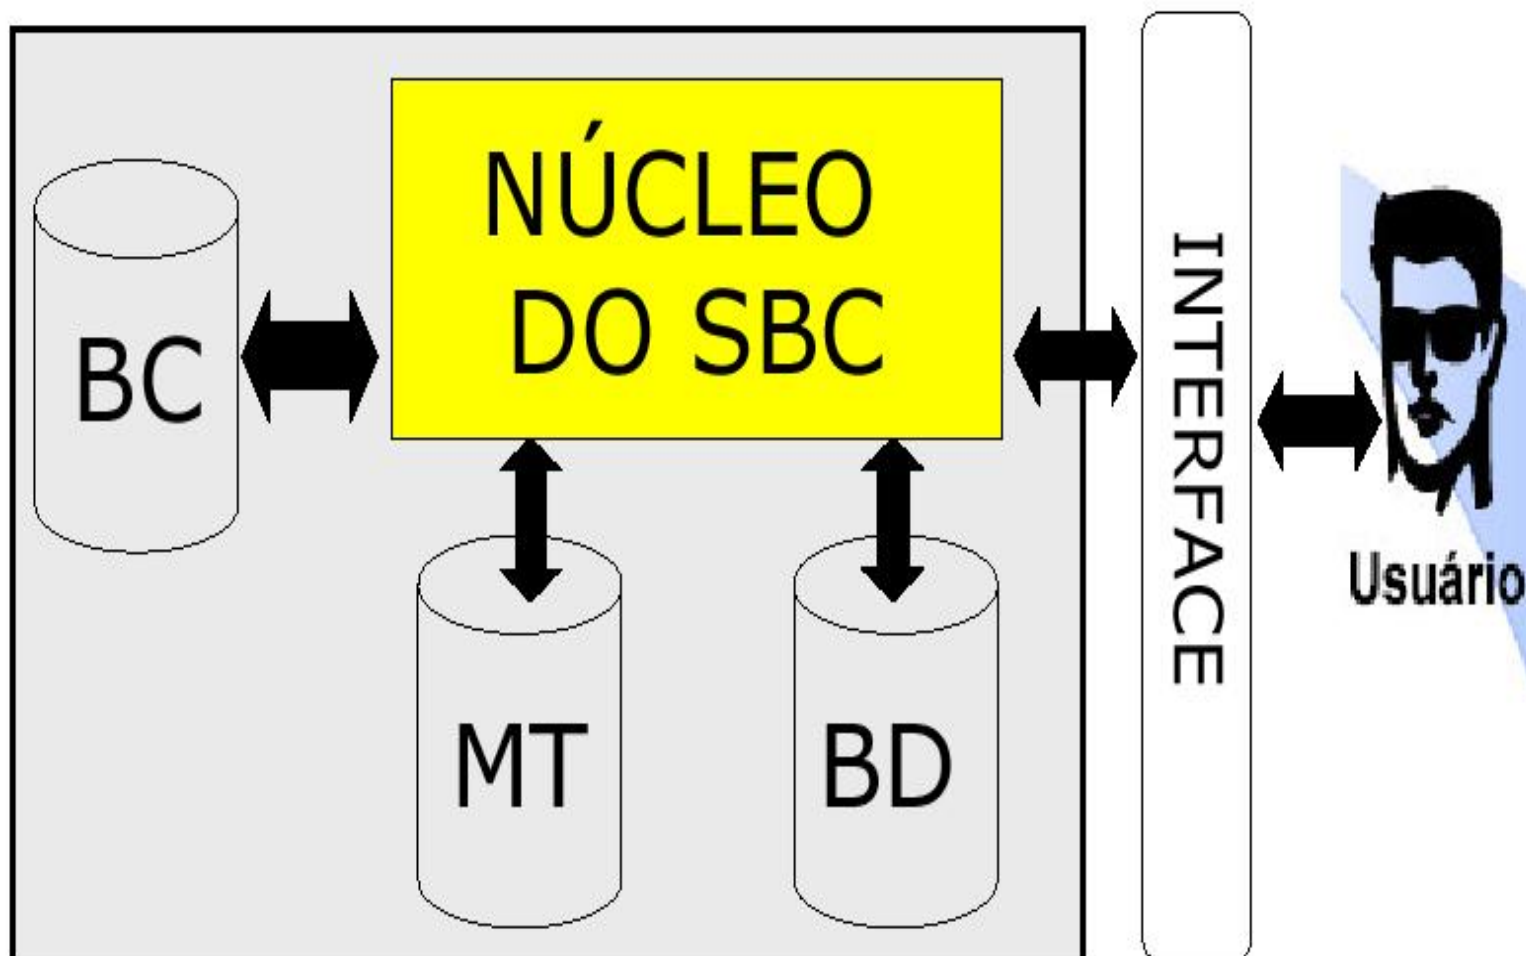 NÚCLEO
DO SBC
BC
MT
BD
INTERFACE
Usuário